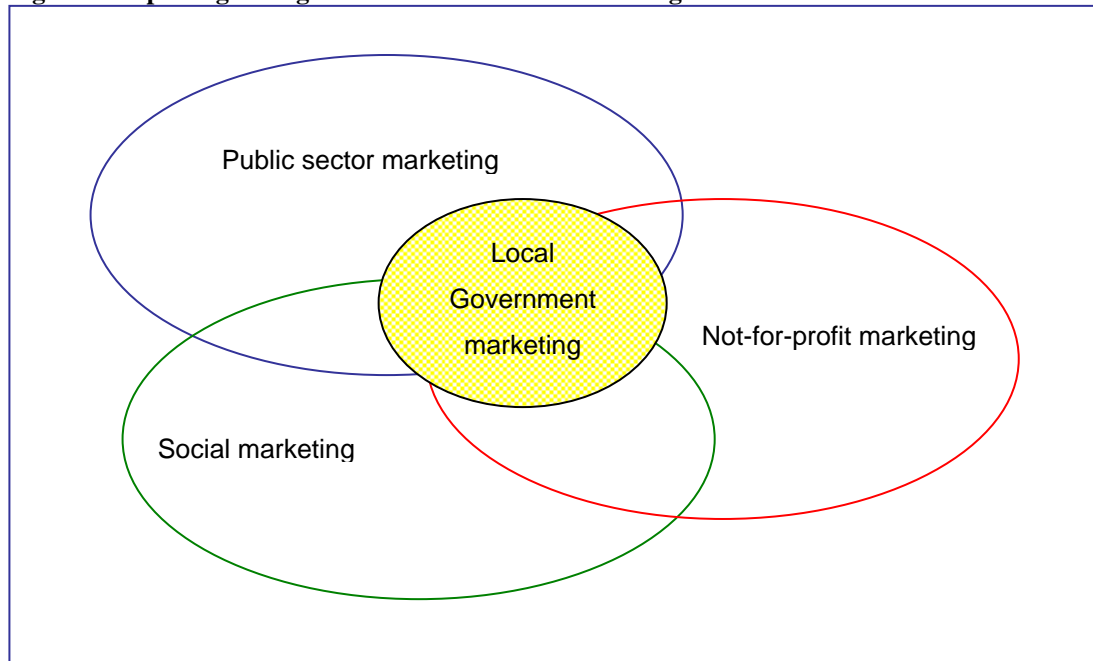 Public sector marketing
Local
Government
marketing
Not-for-profit marketing
Social marketing